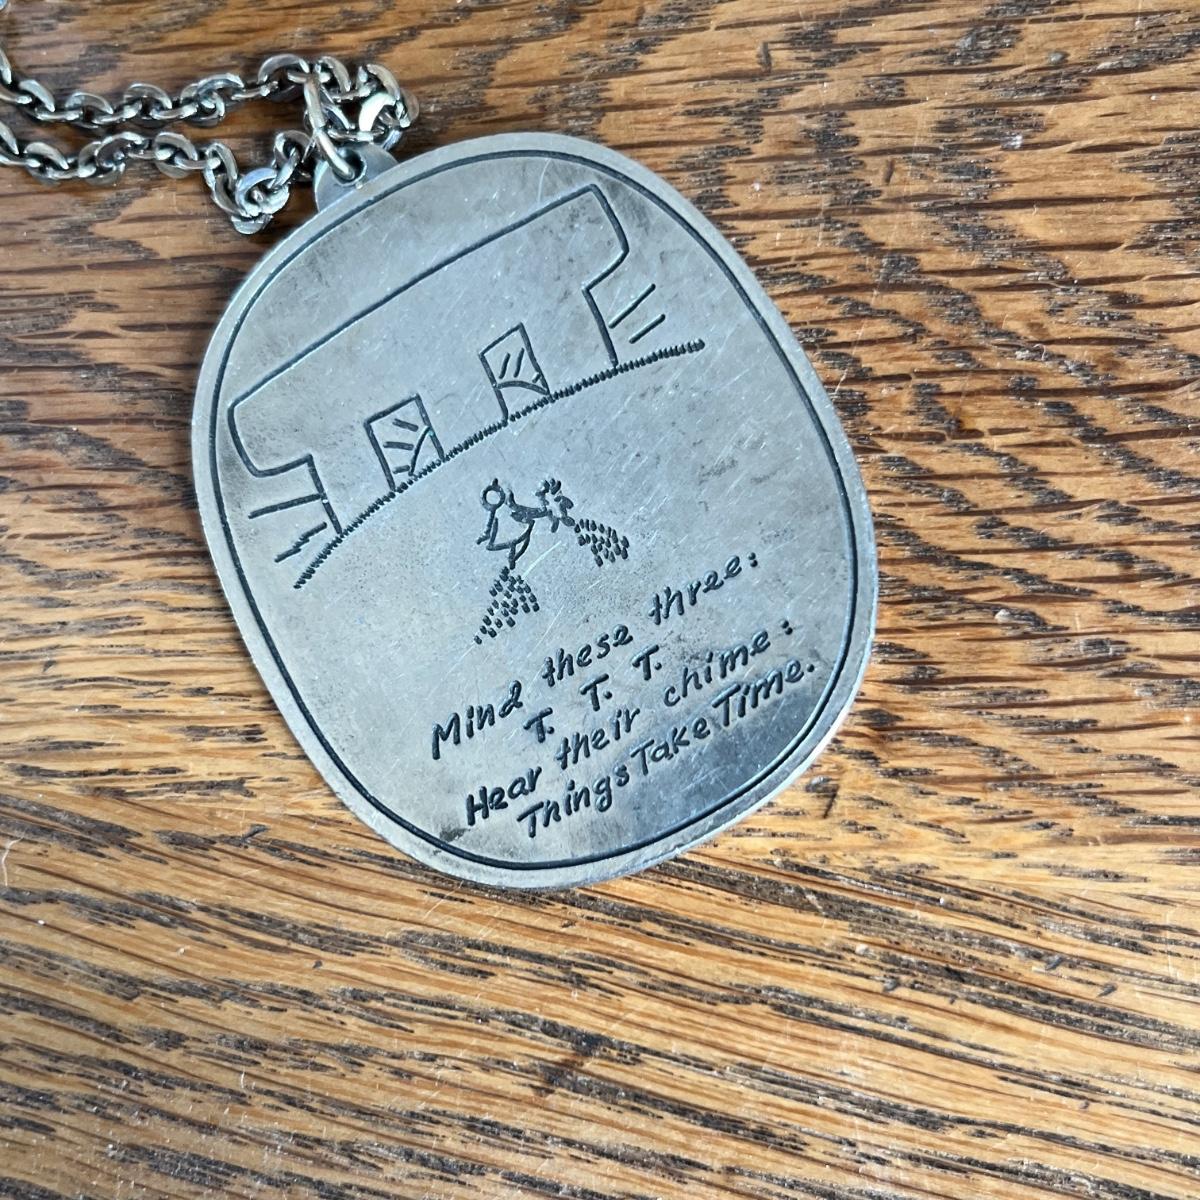 Mind these three:
T. T. T.
Hear their chime:
Things Take Time.